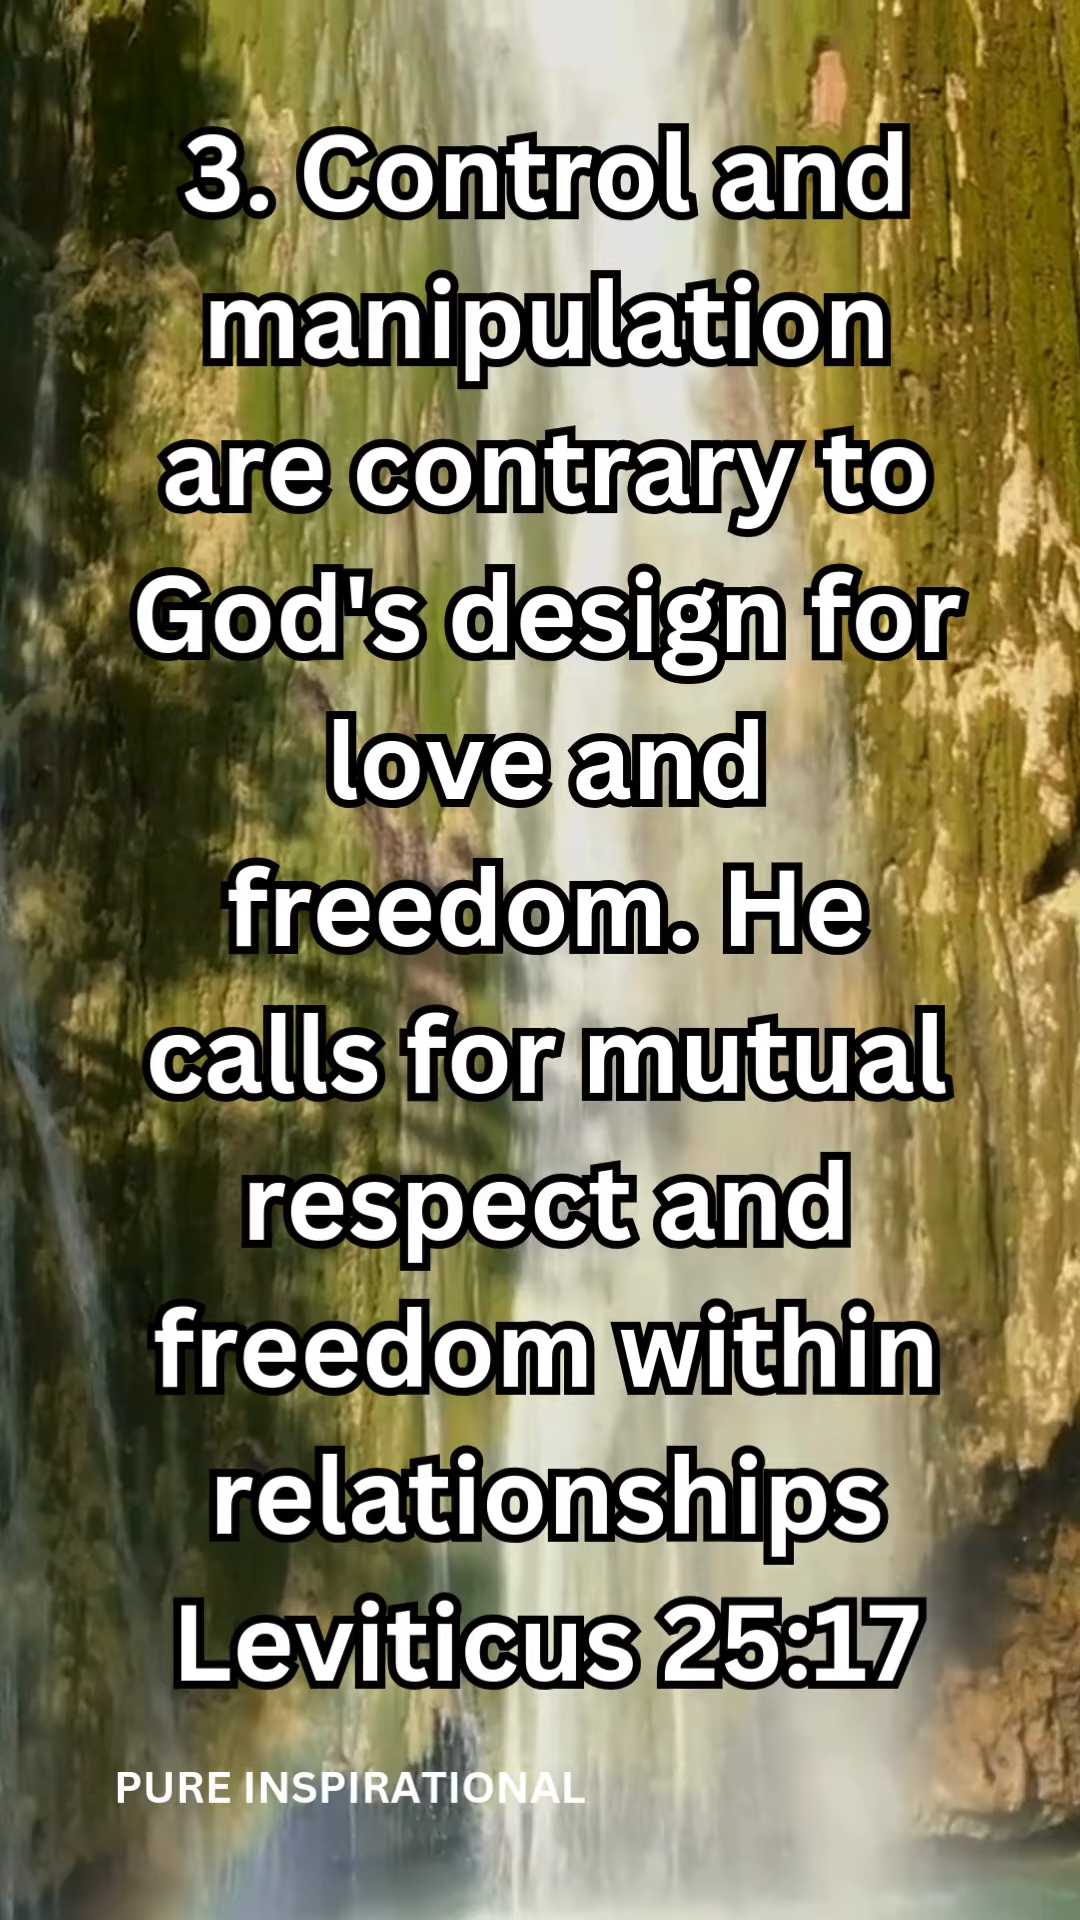 3. Control and
manipulation
are contrary to
God's design for
love and
freedom. He
calls for mutual
respect and
freedom within
relationships
Leviticus 25:17
PURE INSPIRATIONAL